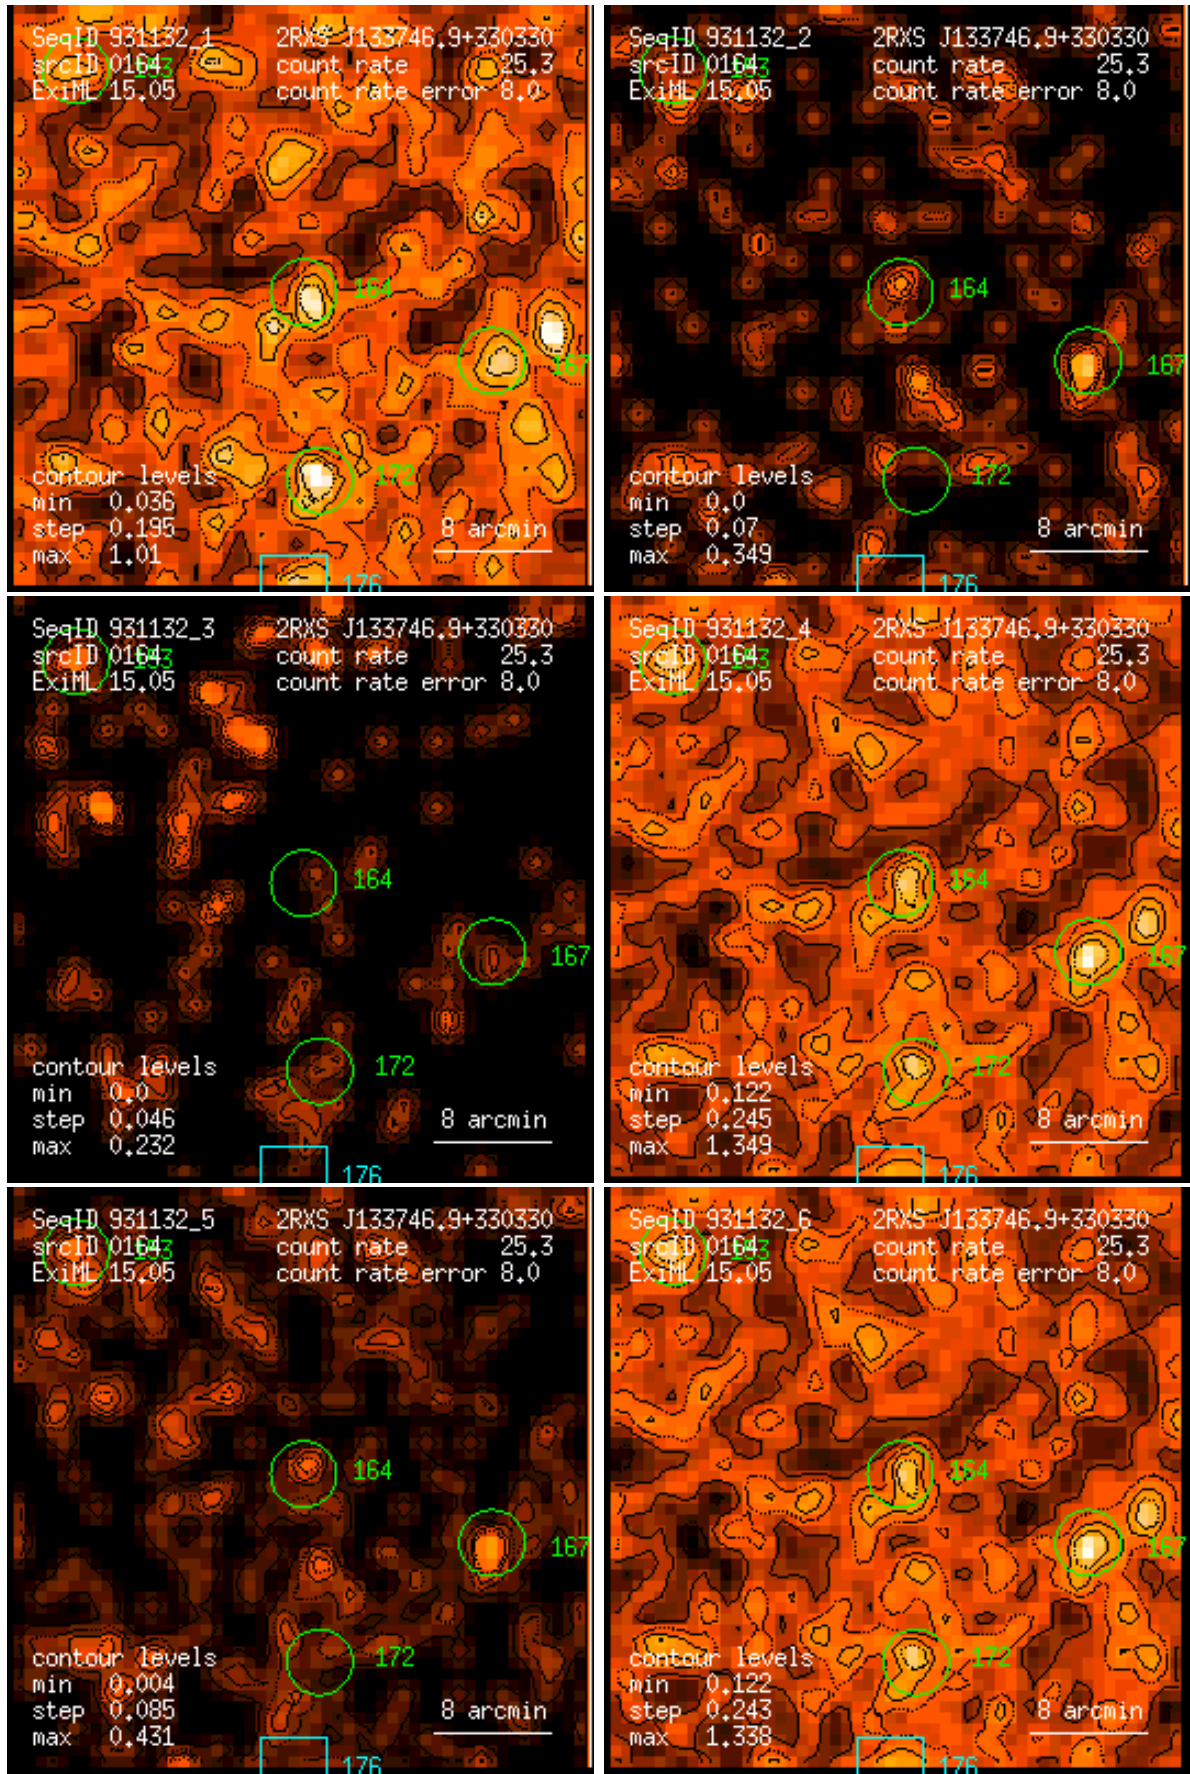 SeqID 931132_1 2RXS J133746.9+330330
srcID 0164 153 count rate 25.3
ExiML 15.05 count rate error 8.0
164
167
172
contour levels
min 0.036
step 0.195 8 arcmin
max 1.01
176
SeqID 931132_2 2RXS J133746.9+330330
srcID 0164 153 count rate 25.3
ExiML 15.05 count rate error 8.0
164
167
172
contour levels
min 0.0
step 0.07 8 arcmin
max 0.349
176
SeqID 931132_3 2RXS J133746.9+330330
srcID 0164 153 count rate 25.3
ExiML 15.05 count rate error 8.0
164
167
172
contour levels
min 0.0
step 0.046 8 arcmin
max 0.232
176
SeqID 931132_4 2RXS J133746.9+330330
srcID 0164 153 count rate 25.3
ExiML 15.05 count rate error 8.0
164
167
172
contour levels
min 0.122
step 0.245 8 arcmin
max 1.349
176
SeqID 931132_5 2RXS J133746.9+330330
srcID 0164 153 count rate 25.3
ExiML 15.05 count rate error 8.0
164
167
172
contour levels
min 0.004
step 0.085 8 arcmin
max 0.431
176
SeqID 931132_6 2RXS J133746.9+330330
srcID 0164 153 count rate 25.3
ExiML 15.05 count rate error 8.0
164
167
172
contour levels
min 0.122
step 0.243 8 arcmin
max 1.338
176